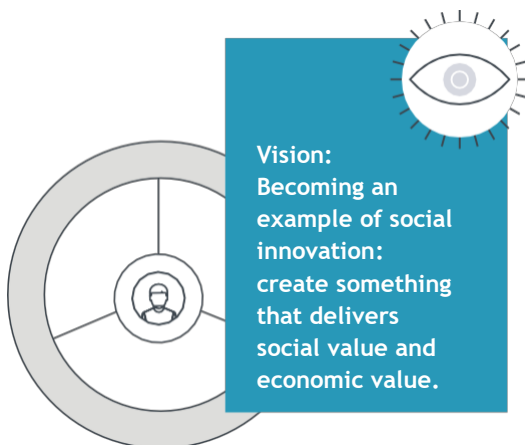 Vision:
Becoming an
example of social
innovation:
create something
that delivers
social value and
economic value.